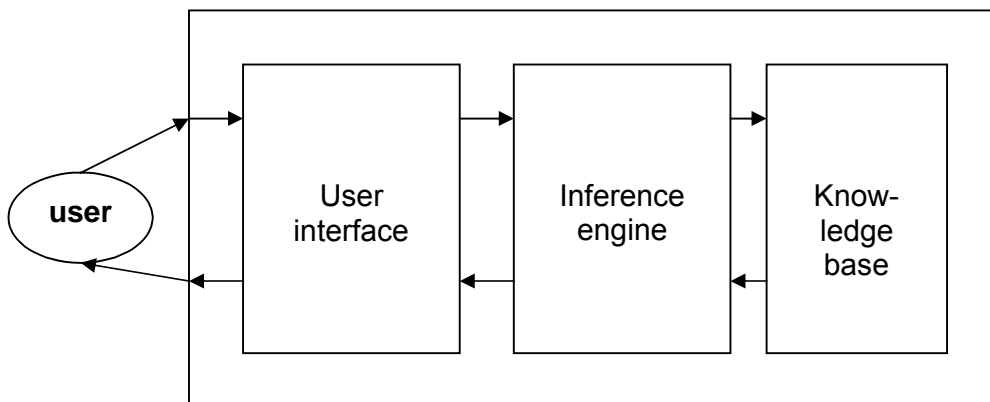 user
User
interface
Inference
engine
Know-
ledge
base